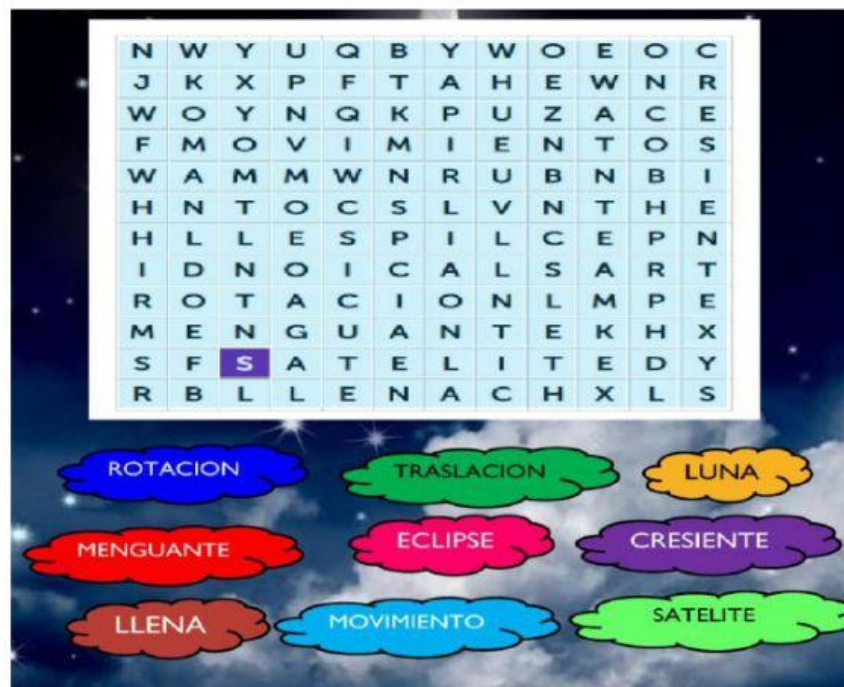 N W Y U Q B Y W O E O C
J K X P F T A H E W N R
W O Y N Q K P U Z A C E
F M O V I M I E N T O S
W A M M W N R U B N B I
H N T O C S L V N T H E
H L L E S P I L C E P N
I D N O I C A L S A R T
R O T A C I O N L M P E
M E N G U A N T E K H X
S F S A T E L I T E D Y
R B L L E N A C H X L S
ROTACION TRASLACION LUNA
MENGUANTE ECLIPSE CRESIENTE
LLENA MOVIMIENTO SATELITE